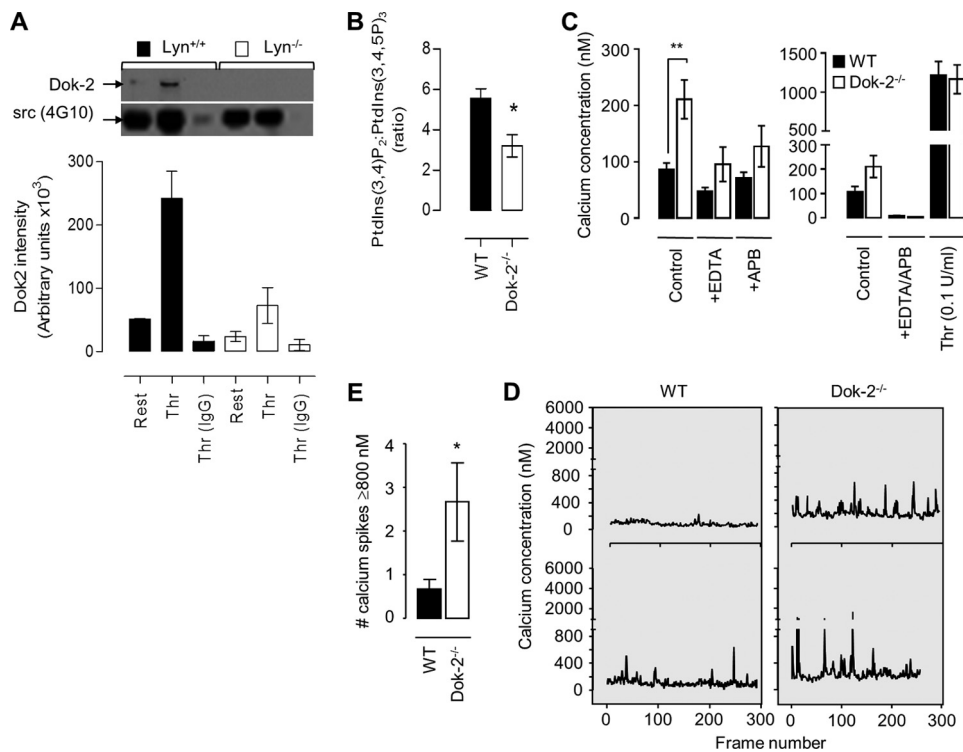 A
Lyn+/+
Lyn-/-
Dok-2
src (4G10)
Dok2 intensity
(Arbitrary units x10³)
300
200
100
0
Rest
Thr
Thr (IgG)
Rest
Thr
Thr (IgG)
B
PtdIns(3,4)P₂:PtdIns(3,4,5P)₃
(ratio)
8
6
4
2
0
*
WT
Dok-2-/-
C
Calcium concentration (nM)
300
200
100
50
0
**
Control
+EDTA
+APB
1300
1000
500
200
100
0
WT
Dok-2-/-
Control
+EDTA/APB
Thr (0.1 U/ml)
E
# calcium spikes ≥800 nM
4
3
2
1
0
*
WT
Dok-2-/-
D
WT
Dok-2-/-
Calcium concentration (nM)
6000
4000
2000
800
400
0
6000
4000
2000
800
400
0
0
100
200
300
0
100
200
300
Frame number